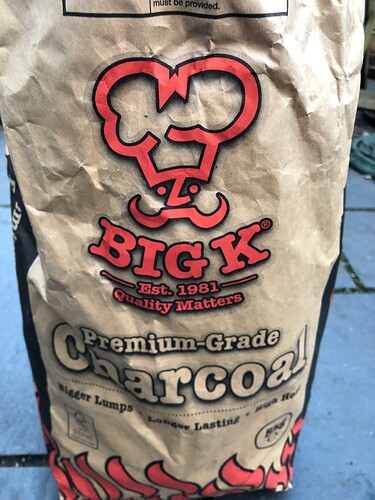 must be provided.
BIG K®
Est. 1981
Quality Matters
Premium-Grade
Charcoal
Bigger Lumps
Longer Lasting • High Heat